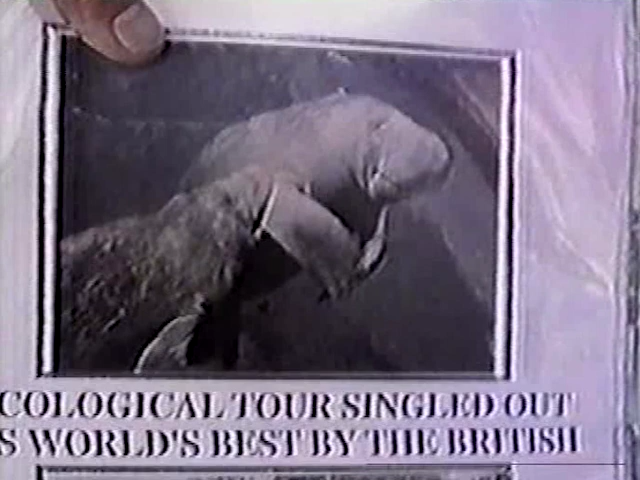 COLOGICAL TOUR SINGLED OUT
S WORLD'S BEST BY THE BRITISH